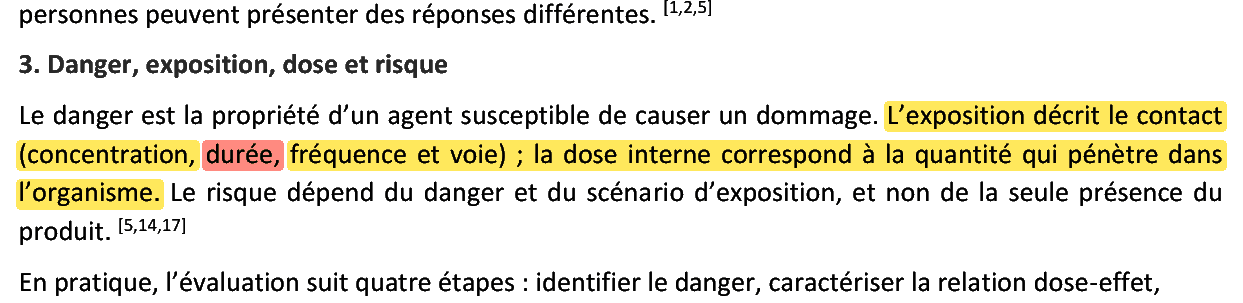 personnes peuvent présenter des réponses différentes. [1,2,5]
3. Danger, exposition, dose et risque
Le danger est la propriété d’un agent susceptible de causer un dommage. L’exposition décrit le contact
(concentration, durée, fréquence et voie) ; la dose interne correspond à la quantité qui pénètre dans
l’organisme. Le risque dépend du danger et du scénario d’exposition, et non de la seule présence du
produit. [5,14,17]
En pratique, l’évaluation suit quatre étapes : identifier le danger, caractériser la relation dose-effet,